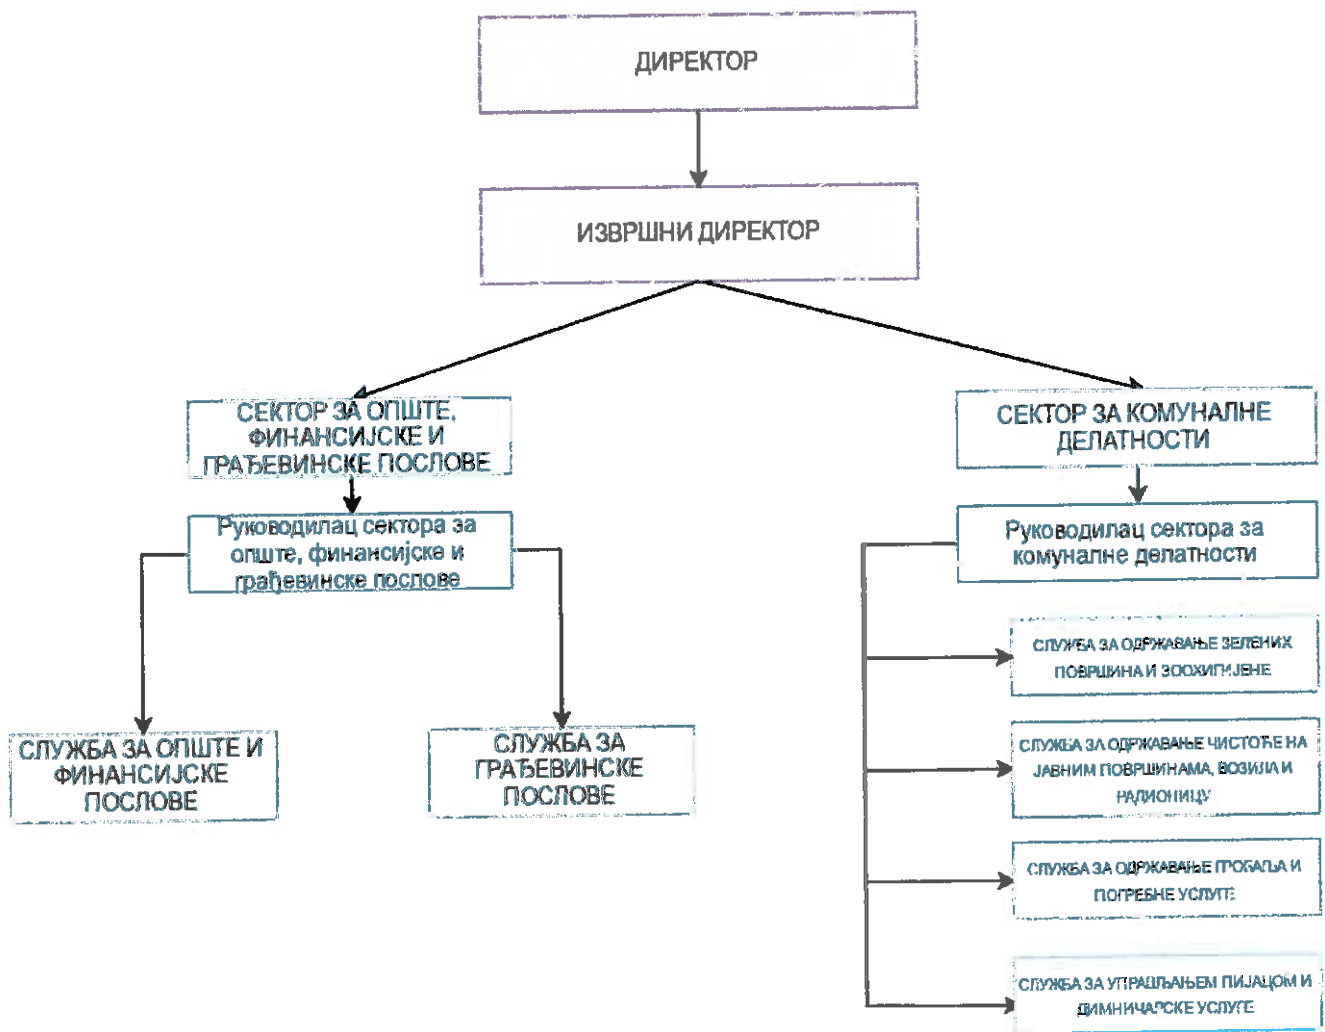 ДИРЕКТОР
ИЗВРШНИ ДИРЕКТОР
СЕКТОР ЗА ОПШТЕ,
ФИНАНСИЈСКЕ И
ГРАЂЕВИНСКЕ ПОСЛОВЕ
Руководилац сектора за
опште, финансијске и
грађевинске послове
СЛУЖБА ЗА ОПШТЕ И
ФИНАНСИЈСКЕ
ПОСЛОВЕ
СЛУЖБА ЗА
ГРАЂЕВИНСКЕ
ПОСЛОВЕ
СЕКТОР ЗА КОМУНАЛНЕ
ДЕЛАТНОСТИ
Руководилац сектора за
комуналне делатности
СЛУЖБА ЗА ОДРЖАВАЊЕ ЗЕЛЕНИХ
ПОВРШИНА И ЗООХИГИЈЕНЕ
СЛУЖБА ЗА ОДРЖАВАЊЕ ЧИСТОЋЕ НА
ЈАВНИМ ПОВРШИНАМА, ВОЗИЛА И
РАДИОНИЦУ
СЛУЖБА ЗА ОДРЖАВАЊЕ ГРОБАЉА И
ПОГРЕБНЕ УСЛУГЕ
СЛУЖБА ЗА УПРАВЉАЊЕМ ПИЈАЦОМ И
ДИМНИЧАРСКЕ УСЛУГЕ